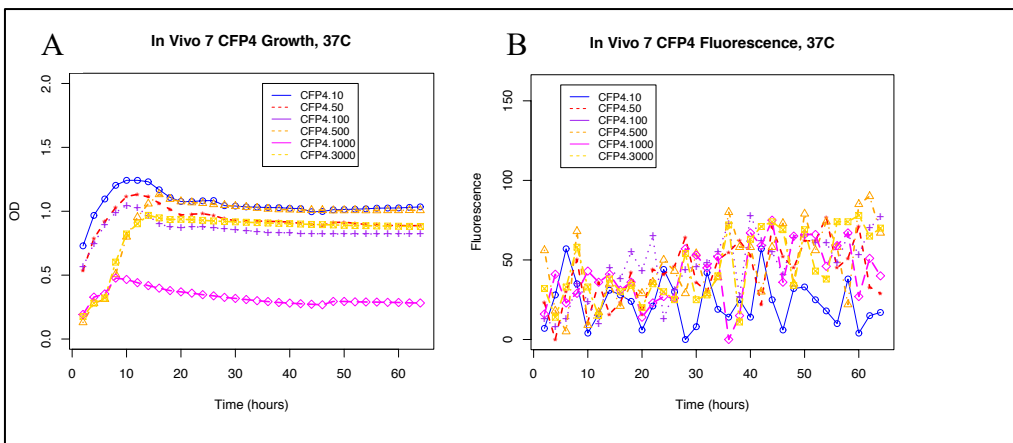 A
In Vivo 7 CFP4 Growth, 37C
OD
2.0
1.5
1.0
0.5
0.0
CFP4.10
CFP4.50
CFP4.100
CFP4.500
CFP4.1000
CFP4.3000
0 10 20 30 40 50 60
Time (hours)
B
In Vivo 7 CFP4 Fluorescence, 37C
Fluorescence
150
100
50
0
CFP4.10
CFP4.50
CFP4.100
CFP4.500
CFP4.1000
CFP4.3000
0 10 20 30 40 50 60
Time (hours)